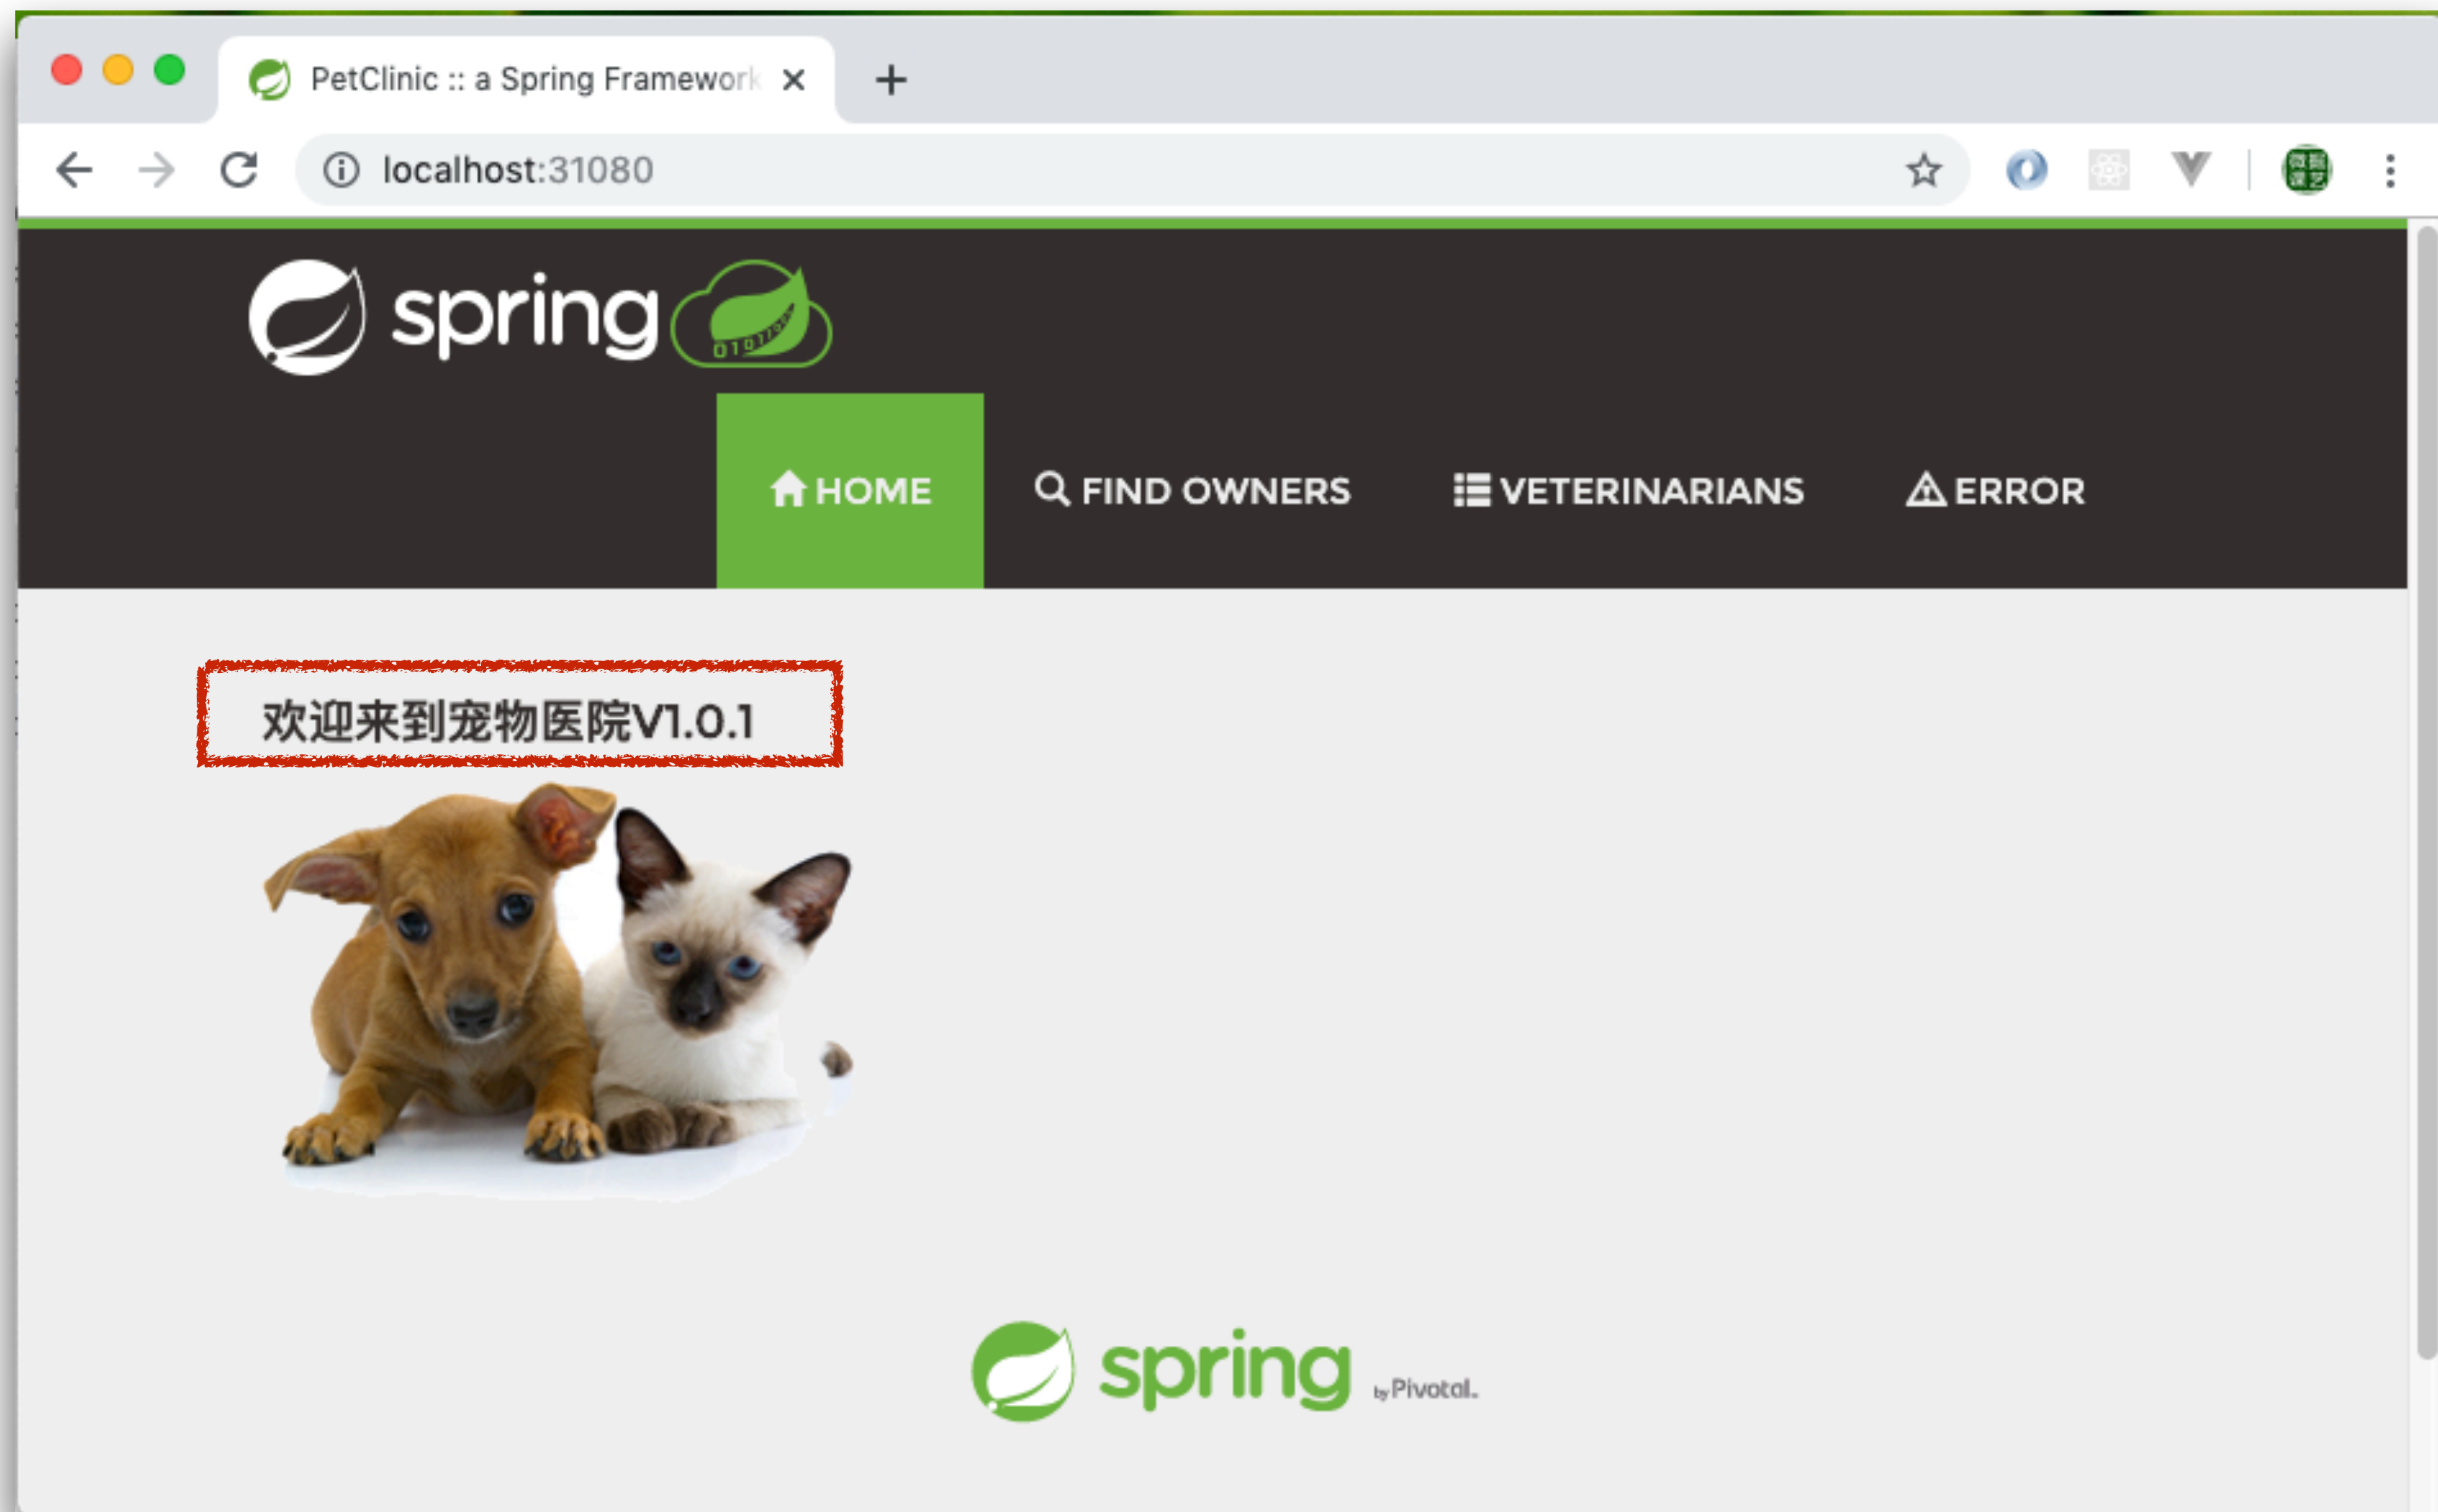 PetClinic :: a Spring Framework
localhost:31080
spring
HOME
FIND OWNERS
VETERINARIANS
ERROR
欢迎来到宠物医院V1.0.1
spring by Pivotal.